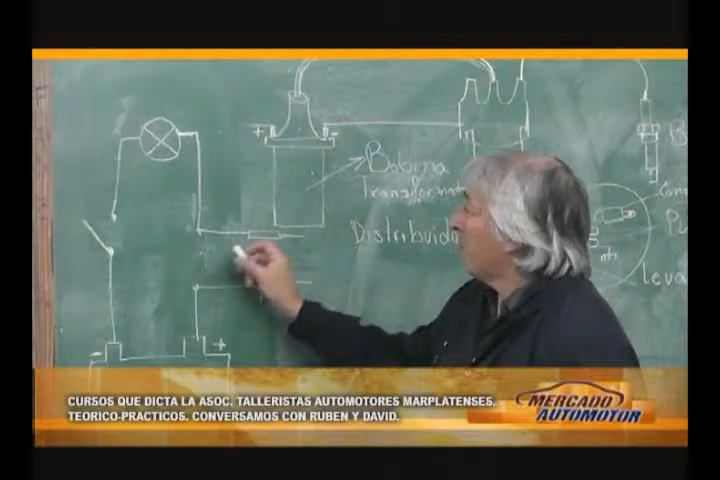 +
-
Bobina
Transformad
Distribuido
Leva
-
+
CURSOS QUE DICTA LA ASOC. TALLERISTAS AUTOMOTORES MARPLATENSES.
TEORICO-PRACTICOS. CONVERSAMOS CON RUBEN Y DAVID.
MERCADO
AUTOMOTOR